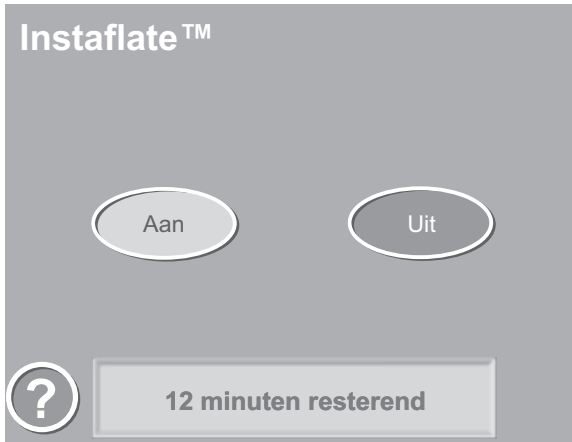 Instaflate™
Aan
Uit
?
12 minuten resterend